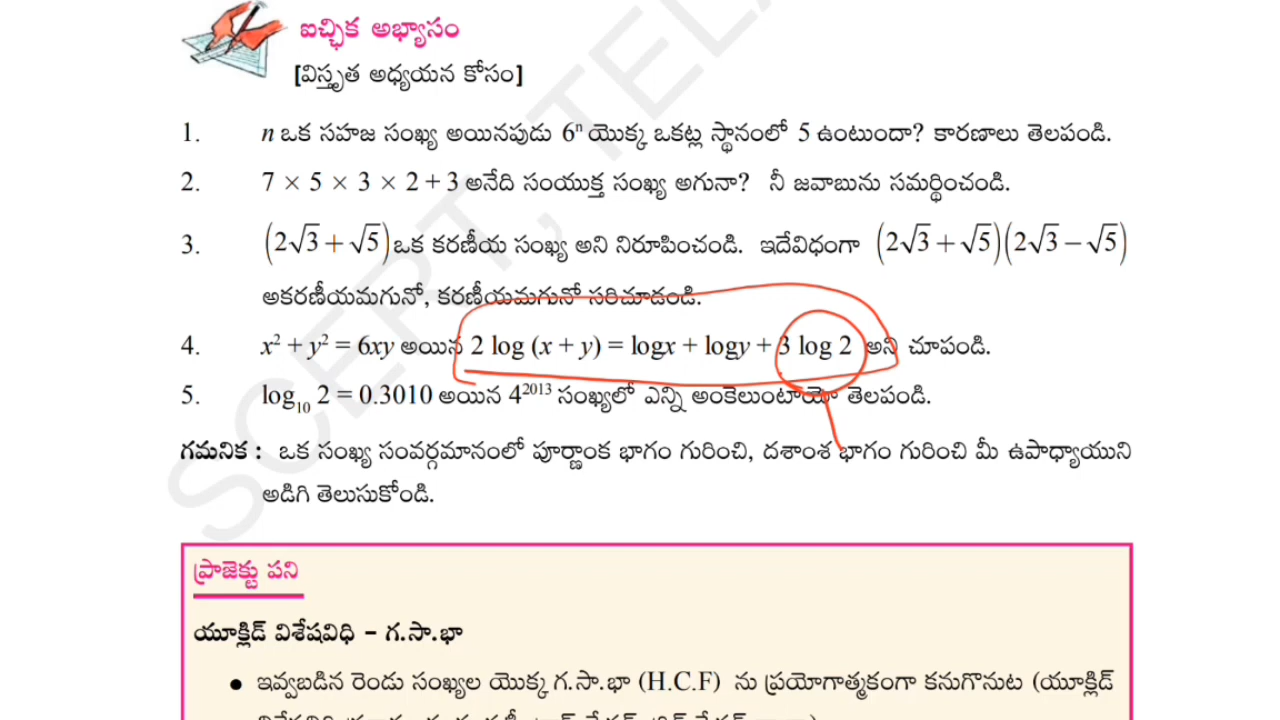 ఐచ్ఛిక అభ్యాసం
[విస్తృత అధ్యయన కోసం]
1. n ఒక సహజ సంఖ్య అయినపుడు 6ⁿ యొక్క ఒకట్ల స్థానంలో 5 ఉంటుందా? కారణాలు తెలపండి.
2. 7 × 5 × 3 × 2 + 3 అనేది సంయుక్త సంఖ్య అగునా? నీ జవాబును సమర్థించండి.
3. (2√3 + √5) ఒక కరణీయ సంఖ్య అని నిరూపించండి. ఇదేవిధంగా (2√3 + √5)(2√3 − √5)
అకరణీయమగునో, కరణీయమగునో సరిచూడండి.
4. x² + y² = 6xy అయిన 2 log (x + y) = logx + logy + 3 log 2 అని చూపండి.
5. log₁₀ 2 = 0.3010 అయిన 4²⁰¹³ సంఖ్యలో ఎన్ని అంకెలుంటాయో తెలపండి.
గమనిక : ఒక సంఖ్య సంవర్గమానంలో పూర్ణాంక భాగం గురించి, దశాంశ భాగం గురించి మీ ఉపాధ్యాయుని
అడిగి తెలుసుకోండి.
ప్రాజెక్టు పని
యూక్లిడ్ విశేషవిధి – గ.సా.భా
• ఇవ్వబడిన రెండు సంఖ్యల యొక్క గ.సా.భా (H.C.F) ను ప్రయోగాత్మకంగా కనుగొనుట (యూక్లిడ్
SCERT, TELA